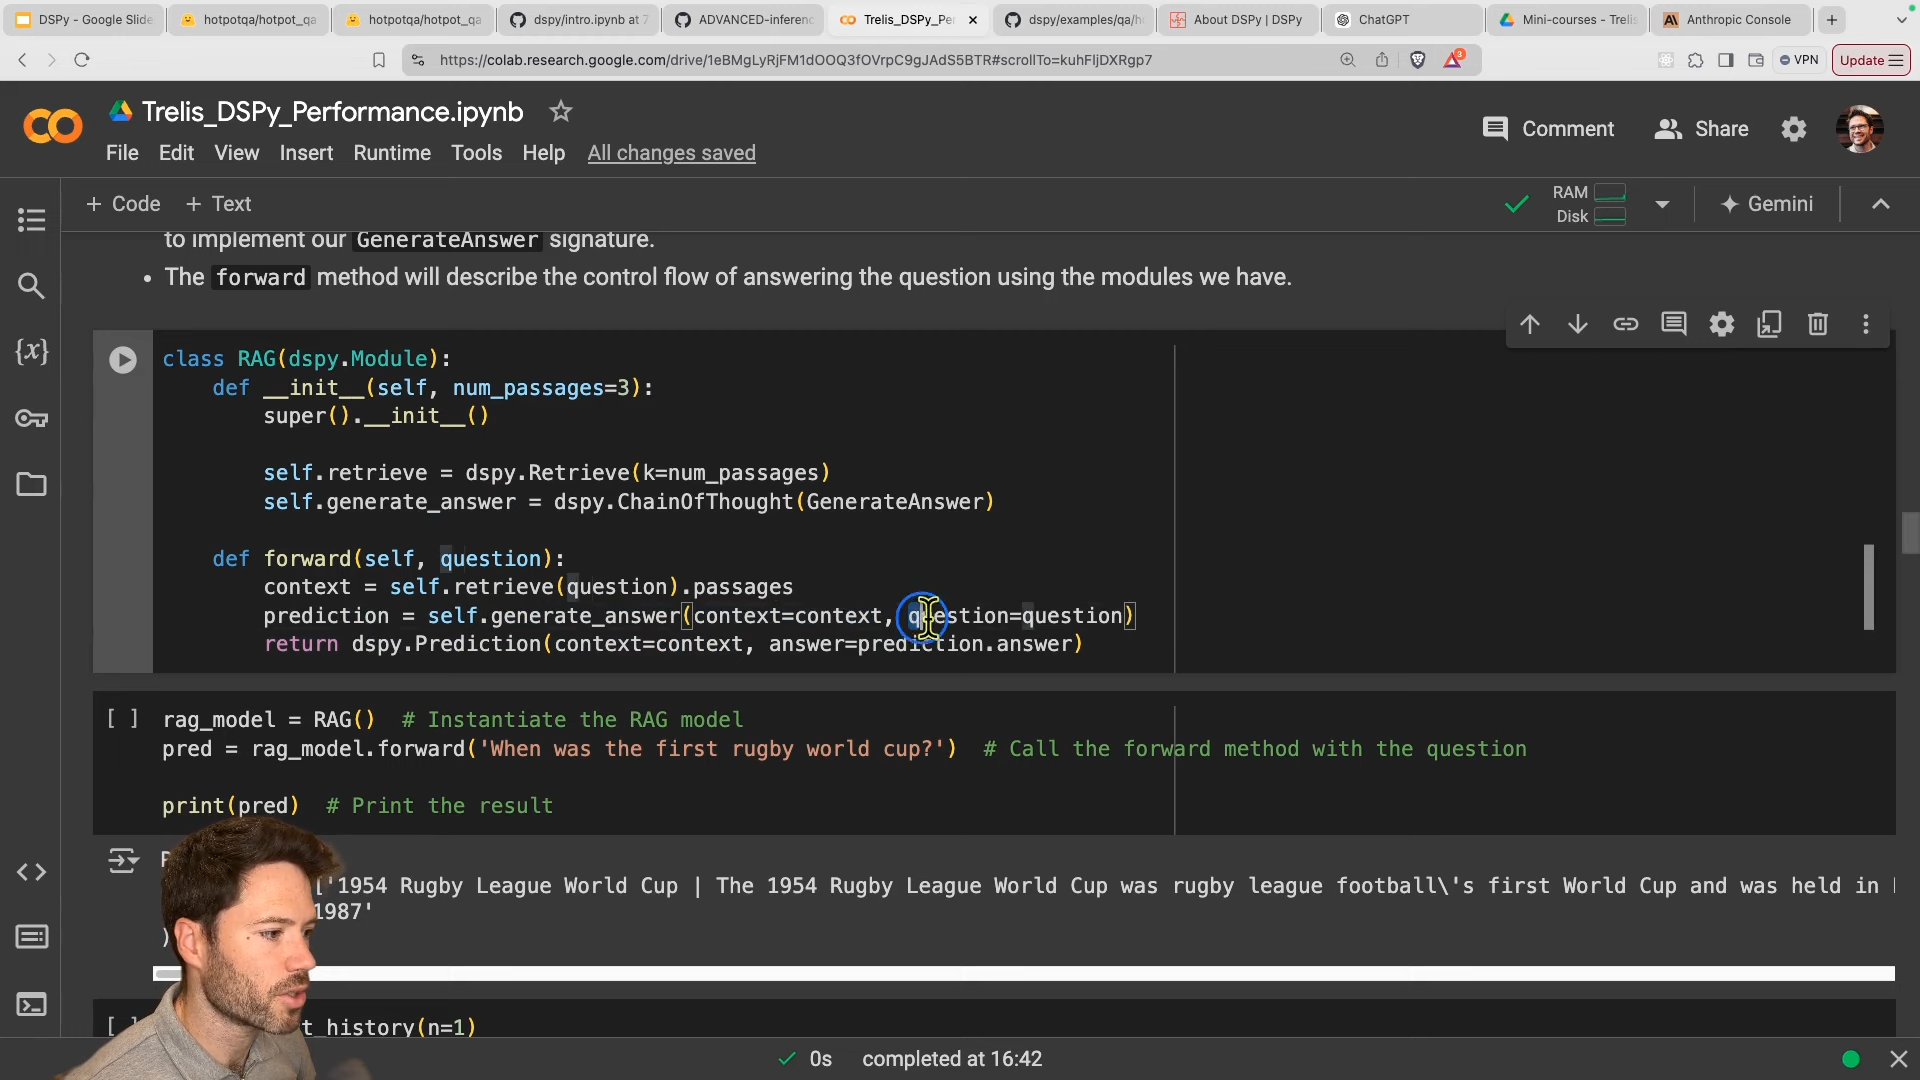 DSPy - Google Slide
hotpotqa/hotpot_qa
hotpotqa/hotpot_qa
dspy/intro.ipynb at 7
ADVANCED-inferenc
Trelis_DSPy_Pe
dspy/examples/qa/h
About DSPy | DSPy
ChatGPT
Mini-courses - Trelis
Anthropic Console
https://colab.research.google.com/drive/1eBMgLyRjFM1dOOQ3fOVrpC9gJAdS5BTR#scrollTo=kuhFIjDXRgp7
3
VPN
Update
Trelis_DSPy_Performance.ipynb
Comment
Share
File Edit View Insert Runtime Tools Help All changes saved
+ Code + Text
RAM
Disk
Gemini
to implement our GenerateAnswer signature.
• The forward method will describe the control flow of answering the question using the modules we have.
class RAG(dspy.Module):
def __init__(self, num_passages=3):
super().__init__()
self.retrieve = dspy.Retrieve(k=num_passages)
self.generate_answer = dspy.ChainOfThought(GenerateAnswer)
def forward(self, question):
context = self.retrieve(question).passages
prediction = self.generate_answer(context=context, question=question)
return dspy.Prediction(context=context, answer=prediction.answer)
[ ] rag_model = RAG() # Instantiate the RAG model
pred = rag_model.forward('When was the first rugby world cup?') # Call the forward method with the question
print(pred) # Print the result
['1954 Rugby League World Cup | The 1954 Rugby League World Cup was rugby league football\'s first World Cup and was held in
1987'
)
t_history(n=1)
0s completed at 16:42